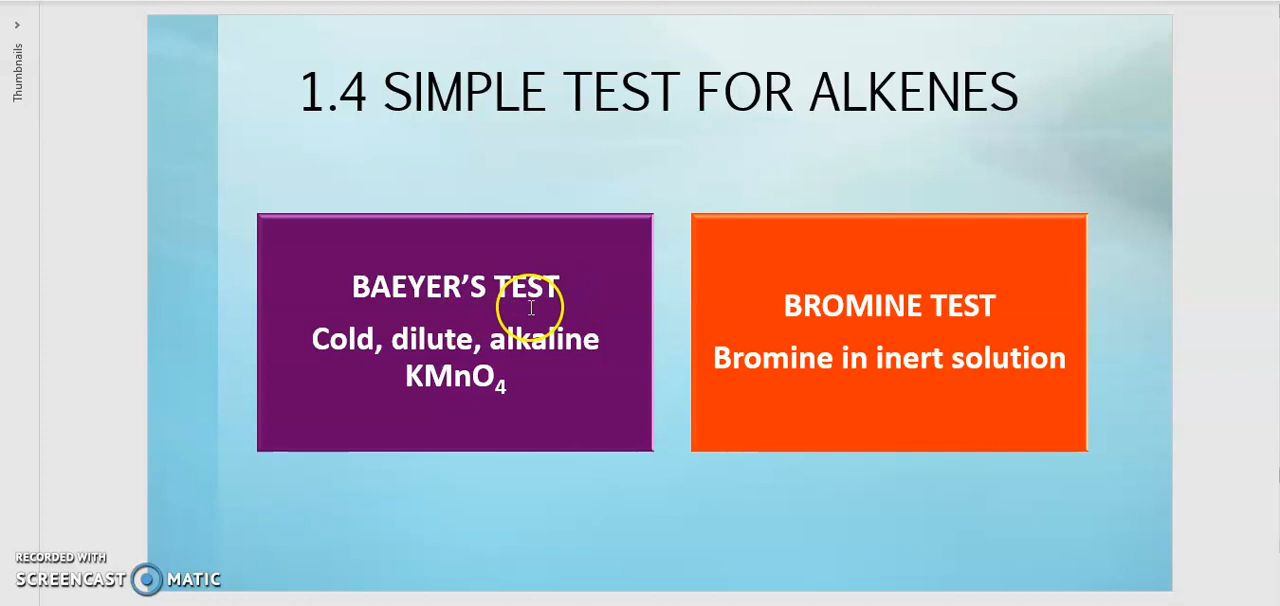 Thumbnails
1.4 SIMPLE TEST FOR ALKENES
BAEYER’S TEST
Cold, dilute, alkaline
KMnO₄
BROMINE TEST
Bromine in inert solution
RECORDED WITH
SCREENCAST MATIC